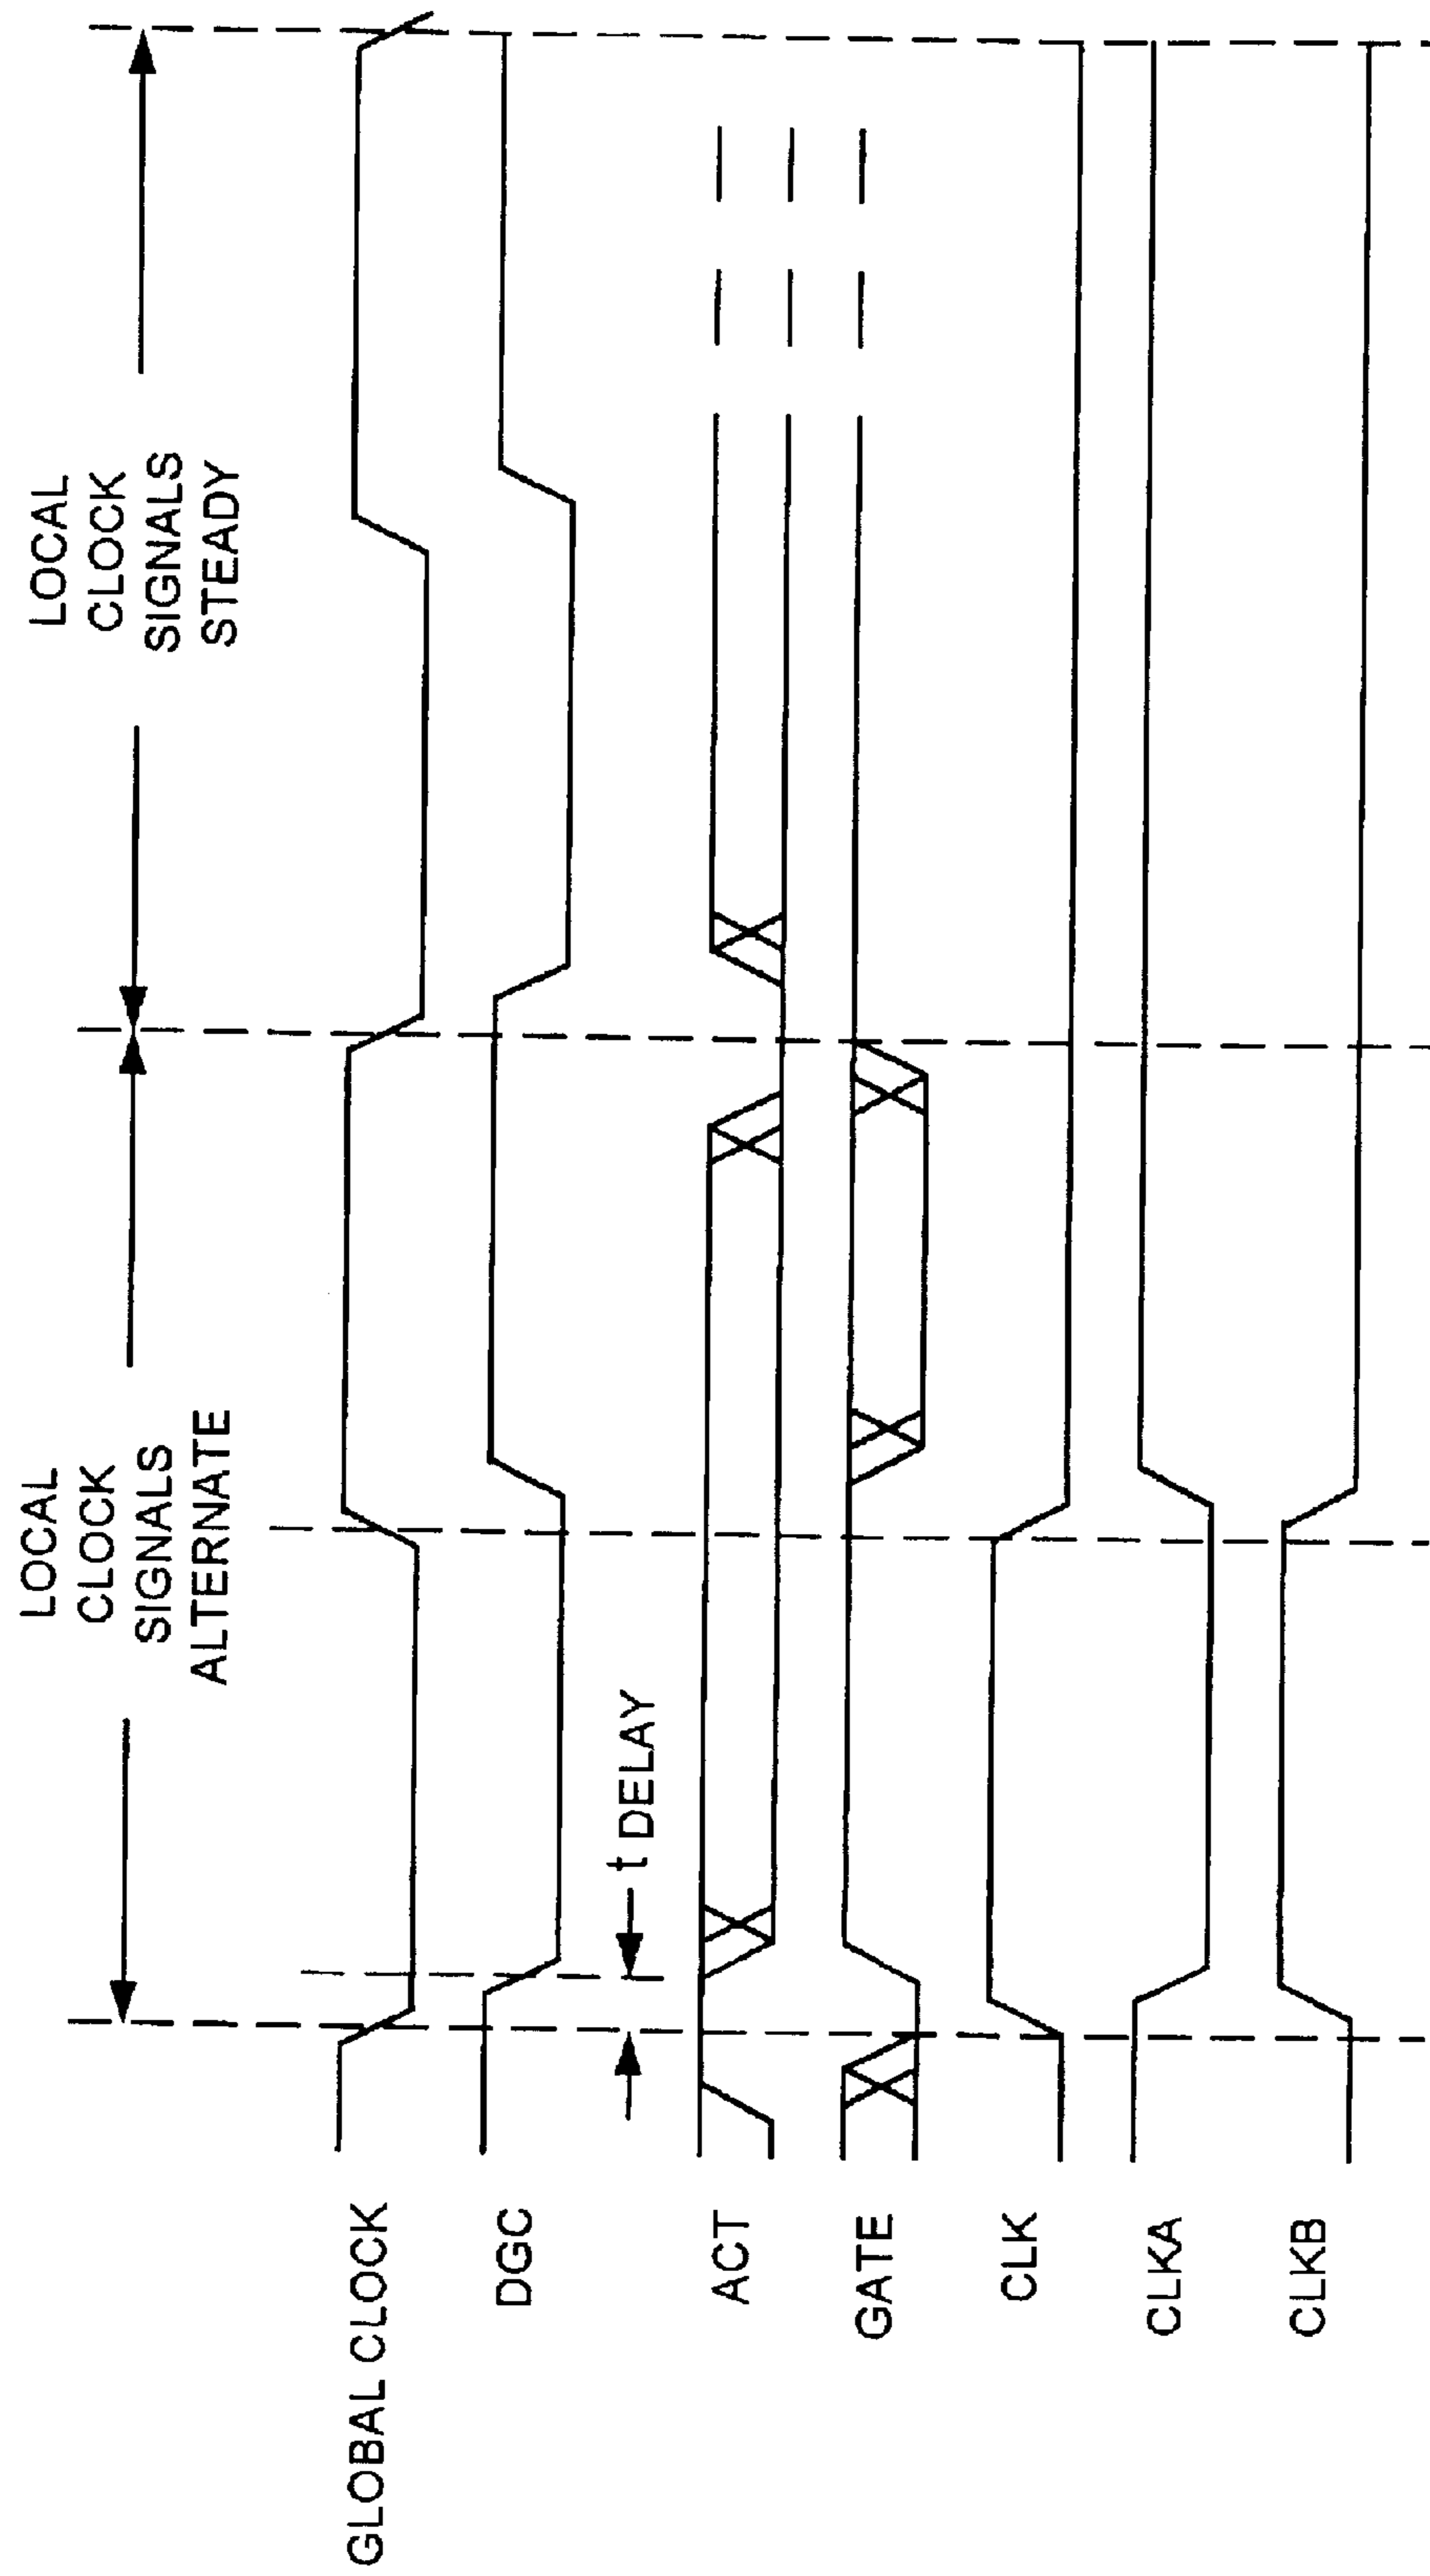 LOCAL
CLOCK
SIGNALS
ALTERNATE
LOCAL
CLOCK
SIGNALS
STEADY
GLOBAL CLOCK
DGC
t DELAY
ACT
GATE
CLK
CLKA
CLKB